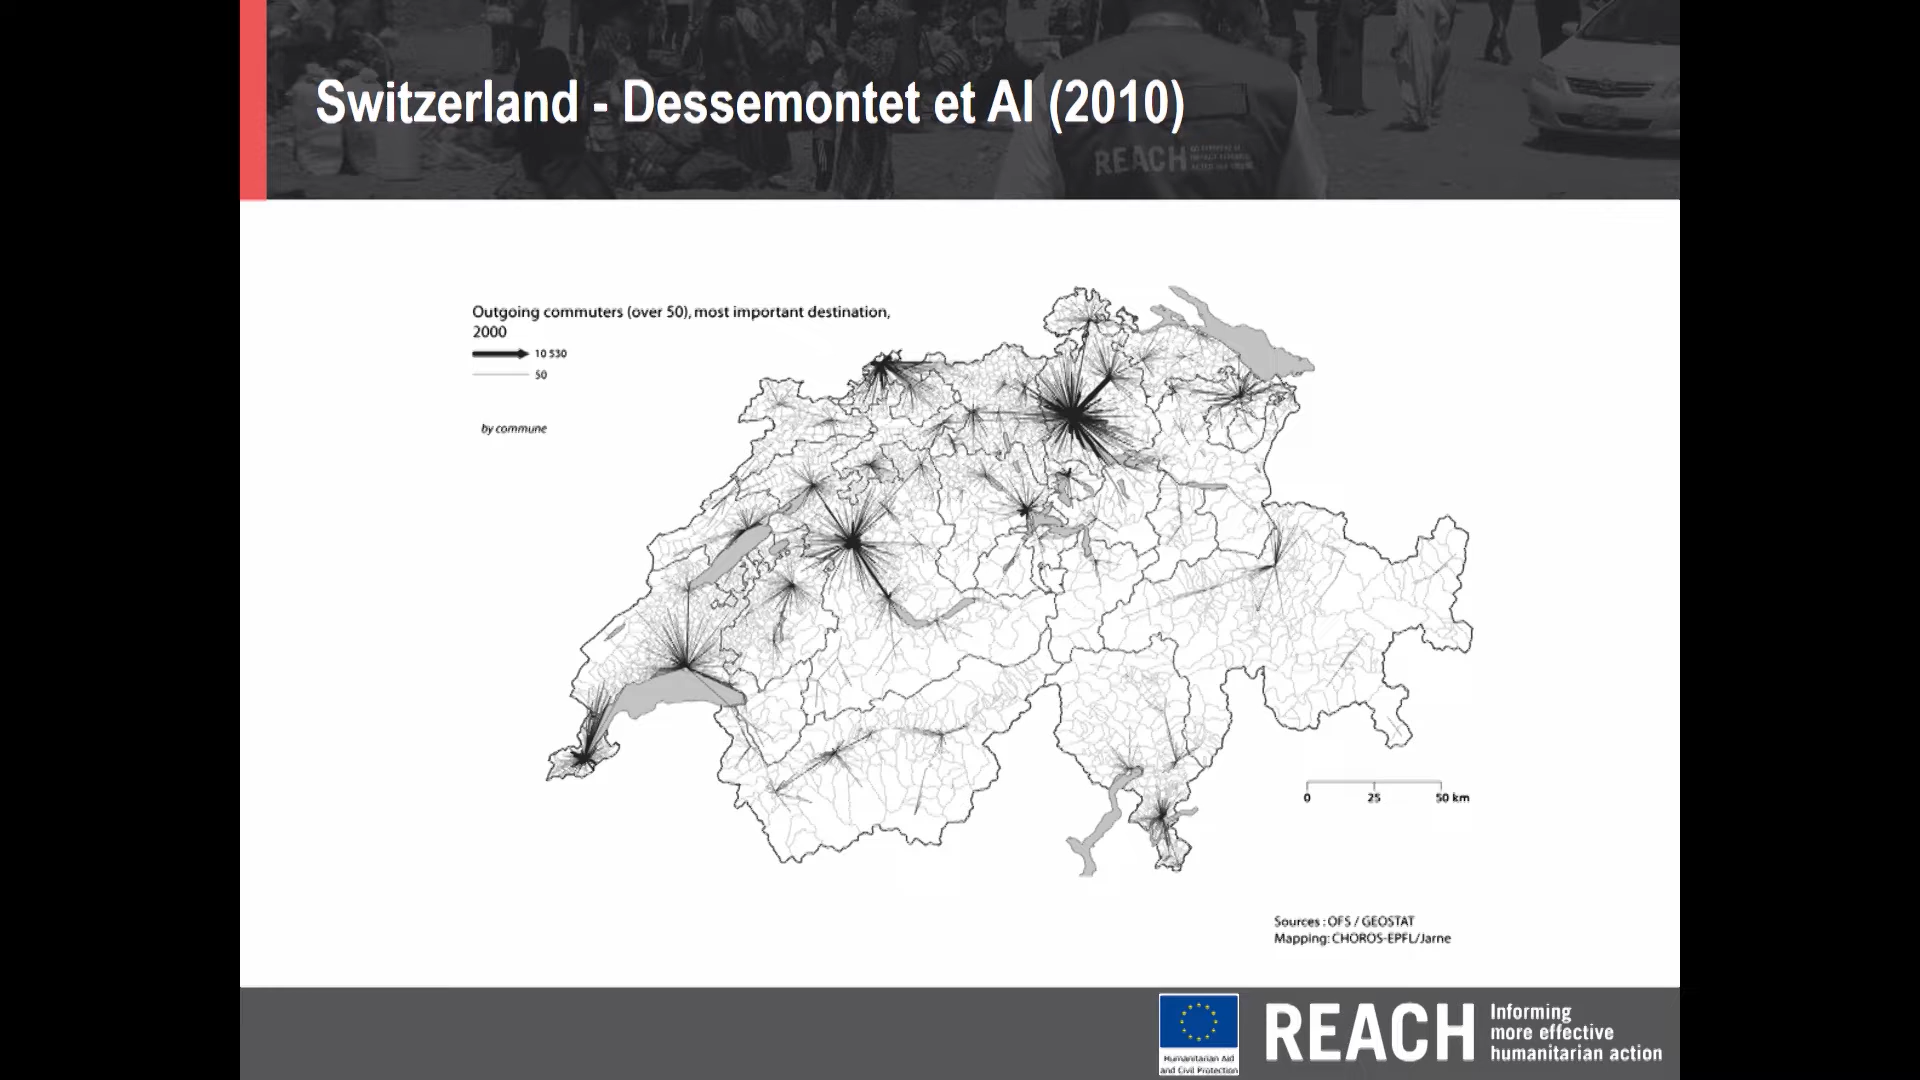 Switzerland - Dessemontet et Al (2010)
REACH
Outgoing commuters (over 50), most important destination,
2000
10 530
50
by commune
0 25 50 km
Sources : OFS / GEOSTAT
Mapping: CHOROS-EPFL/Jarne
Humanitarian Aid
and Civil Protection
REACH
Informing
more effective
humanitarian action